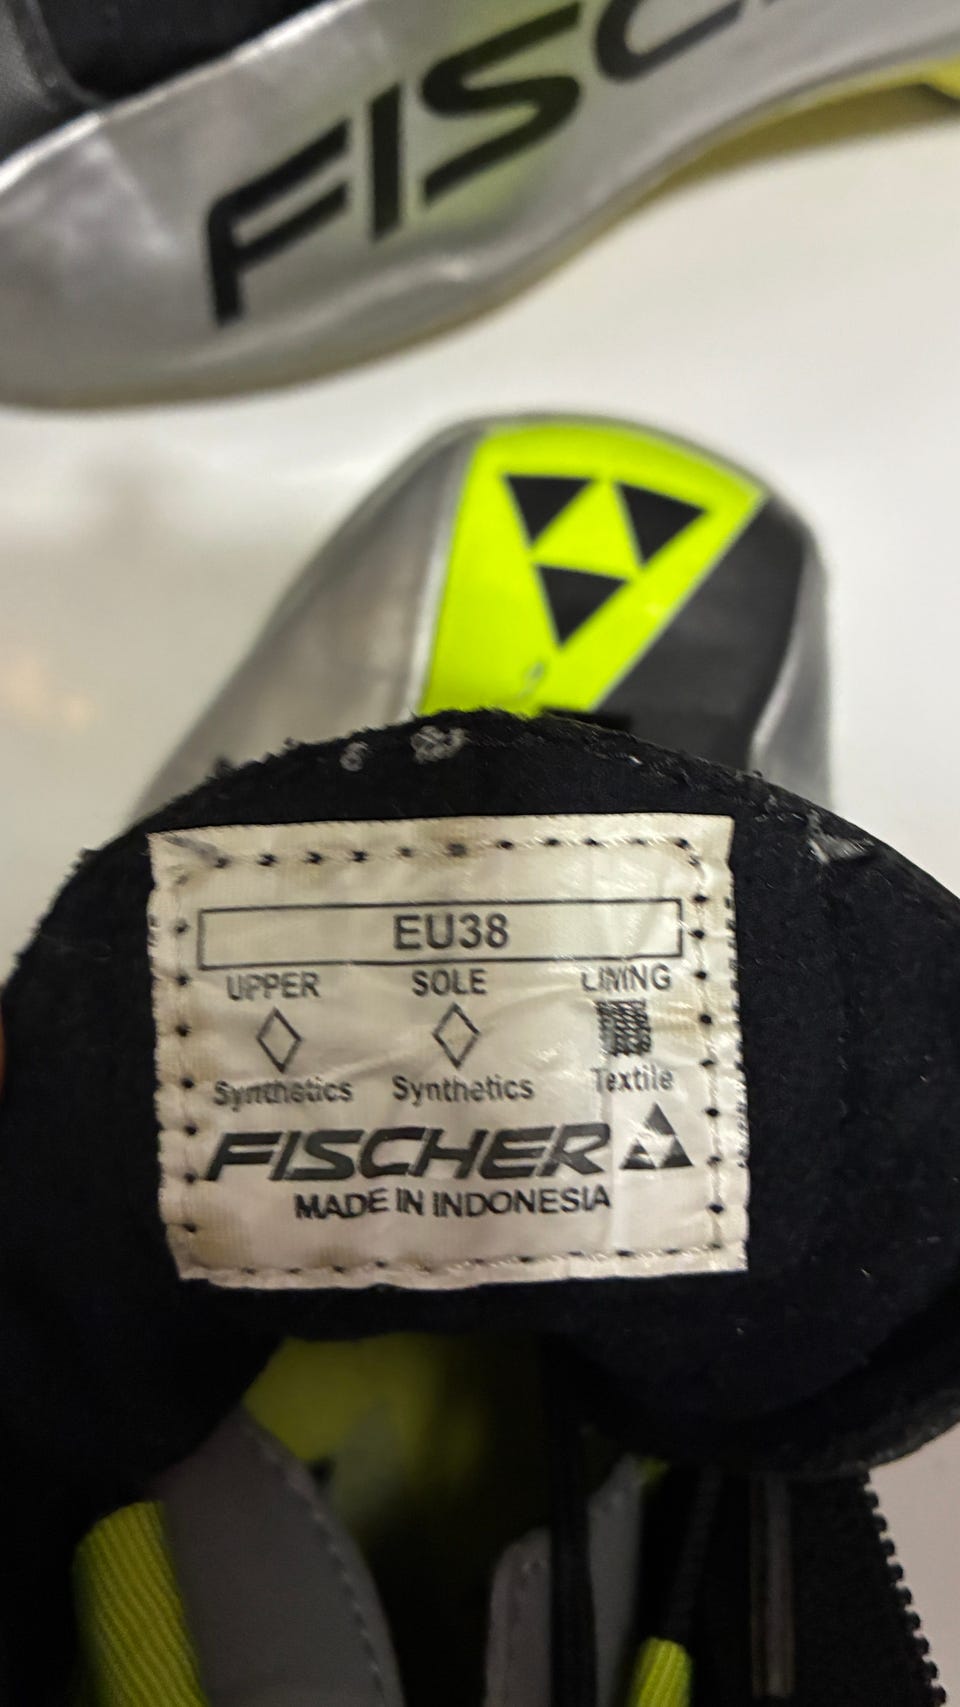 FISC
EU38
UPPER SOLE LINING
Synthetics Synthetics Textile
FISCHER
MADE IN INDONESIA